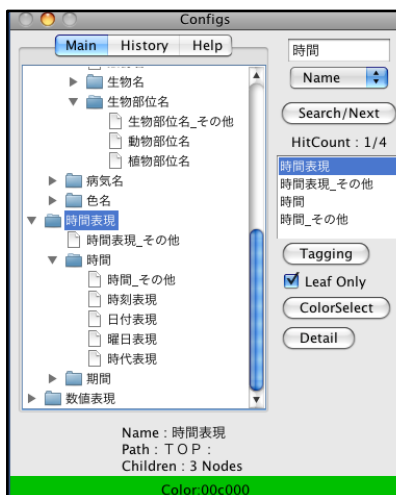 Configs
Main
History
Help
時間
Name
Search/Next
HitCount : 1/4
時間表現
時間表現_その他
時間
時間_その他
Tagging
Leaf Only
ColorSelect
Detail
生物名
生物部位名
生物部位名_その他
動物部位名
植物部位名
病気名
色名
時間表現
時間表現_その他
時間
時間_その他
時刻表現
日付表現
曜日表現
時代表現
期間
数値表現
Name : 時間表現
Path : TOP :
Children : 3 Nodes
Color:00c000